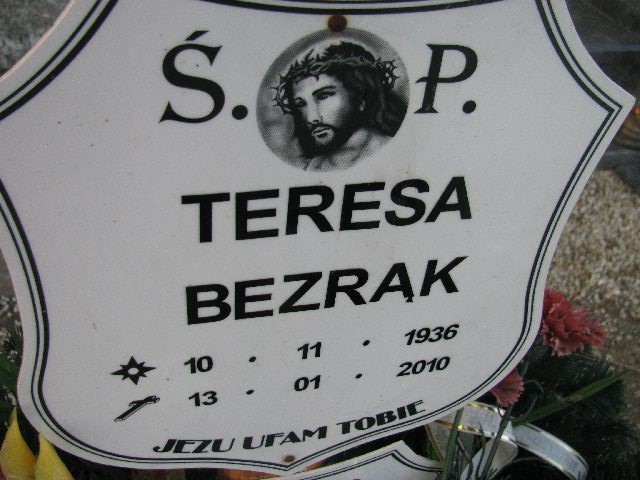 Ś. P.
TERESA
BEZRĄK
10 · 11 · 1936
13 · 01 · 2010
JEZU UFAM TOBIE